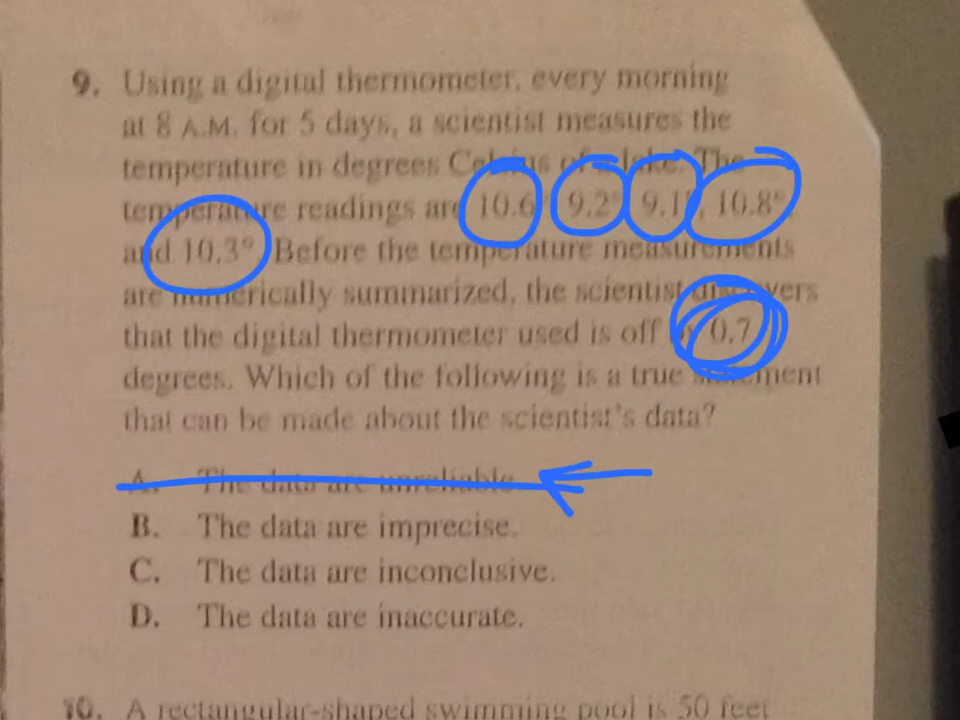 9. Using a digital thermometer, every morning
at 8 A.M. for 5 days, a scientist measures the
temperature in degrees Celsius of a lake. The
temperature readings are 10.6°, 9.2°, 9.1°, 10.8°,
and 10.3°. Before the temperature measurements
are numerically summarized, the scientist discovers
that the digital thermometer used is off by 0.7
degrees. Which of the following is a true statement
that can be made about the scientist's data?
A. The data are unreliable.
B. The data are imprecise.
C. The data are inconclusive.
D. The data are inaccurate.
10. A rectangular-shaped swimming pool is 50 feet